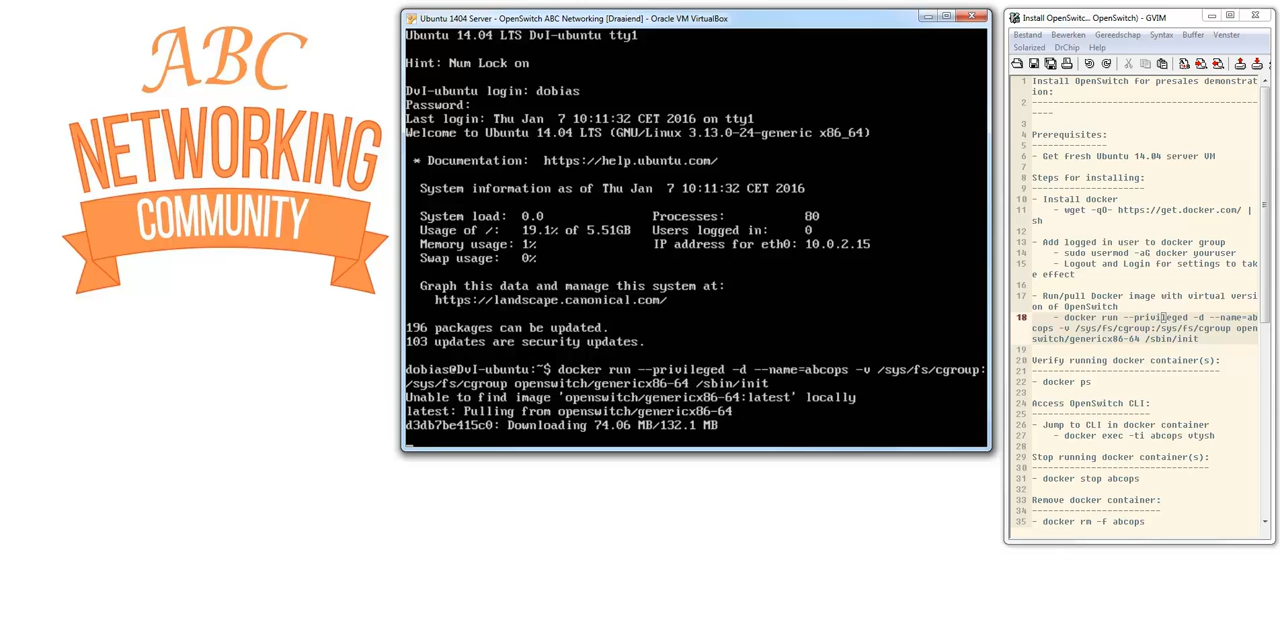 ABC
NETWORKING
COMMUNITY
Ubuntu 1404 Server - OpenSwitch ABC Networking [Draaiend] - Oracle VM VirtualBox
Ubuntu 14.04 LTS DvI-ubuntu tty1
Hint: Num Lock on
DvI-ubuntu login: dobias
Password:
Last login: Thu Jan  7 10:11:32 CET 2016 on tty1
Welcome to Ubuntu 14.04 LTS (GNU/Linux 3.13.0-24-generic x86_64)
* Documentation:  https://help.ubuntu.com/
System information as of Thu Jan  7 10:11:32 CET 2016
System load:  0.0                Processes:           80
Usage of /:   19.1% of 5.51GB    Users logged in:     0
Memory usage: 1%                 IP address for eth0: 10.0.2.15
Swap usage:   0%
Graph this data and manage this system at:
https://landscape.canonical.com/
196 packages can be updated.
103 updates are security updates.
dobias@DvI-ubuntu:~$ docker run --privileged -d --name=abcops -v /sys/fs/cgroup:
/sys/fs/cgroup openswitch/genericx86-64 /sbin/init
Unable to find image 'openswitch/genericx86-64:latest' locally
latest: Pulling from openswitch/genericx86-64
d3db7be415c0: Downloading 74.06 MB/132.1 MB
Install OpenSwitc... OpenSwitch) - GVIM
Bestand Bewerken Gereedschap Syntax Buffer Venster
Solarized DrChip Help
1 Install OpenSwitch for presales demonstrat
ion:
2 ------------------------------------------
----
3
4 Prerequisites:
5 --------------
6 - Get fresh Ubuntu 14.04 server VM
7
8 Steps for installing:
9 ---------------------
10 - Install docker
11 - wget -qO- https://get.docker.com/ |
sh
12
13 - Add logged in user to docker group
14 - sudo usermod -aG docker youruser
15 - Logout and Login for settings to tak
e effect
16
17 - Run/pull Docker image with virtual versi
on of OpenSwitch
18 - docker run --privileged -d --name=ab
cops -v /sys/fs/cgroup:/sys/fs/cgroup open
switch/genericx86-64 /sbin/init
19
20 Verify running docker container(s):
21 -----------------------------------
22 - docker ps
23
24 Access OpenSwitch CLI:
25 ----------------------
26 - Jump to CLI in docker container
27 - docker exec -ti abcops vtysh
28
29 Stop running docker container(s):
30 ---------------------------------
31 - docker stop abcops
32
33 Remove docker container:
34 ------------------------
35 - docker rm -f abcops